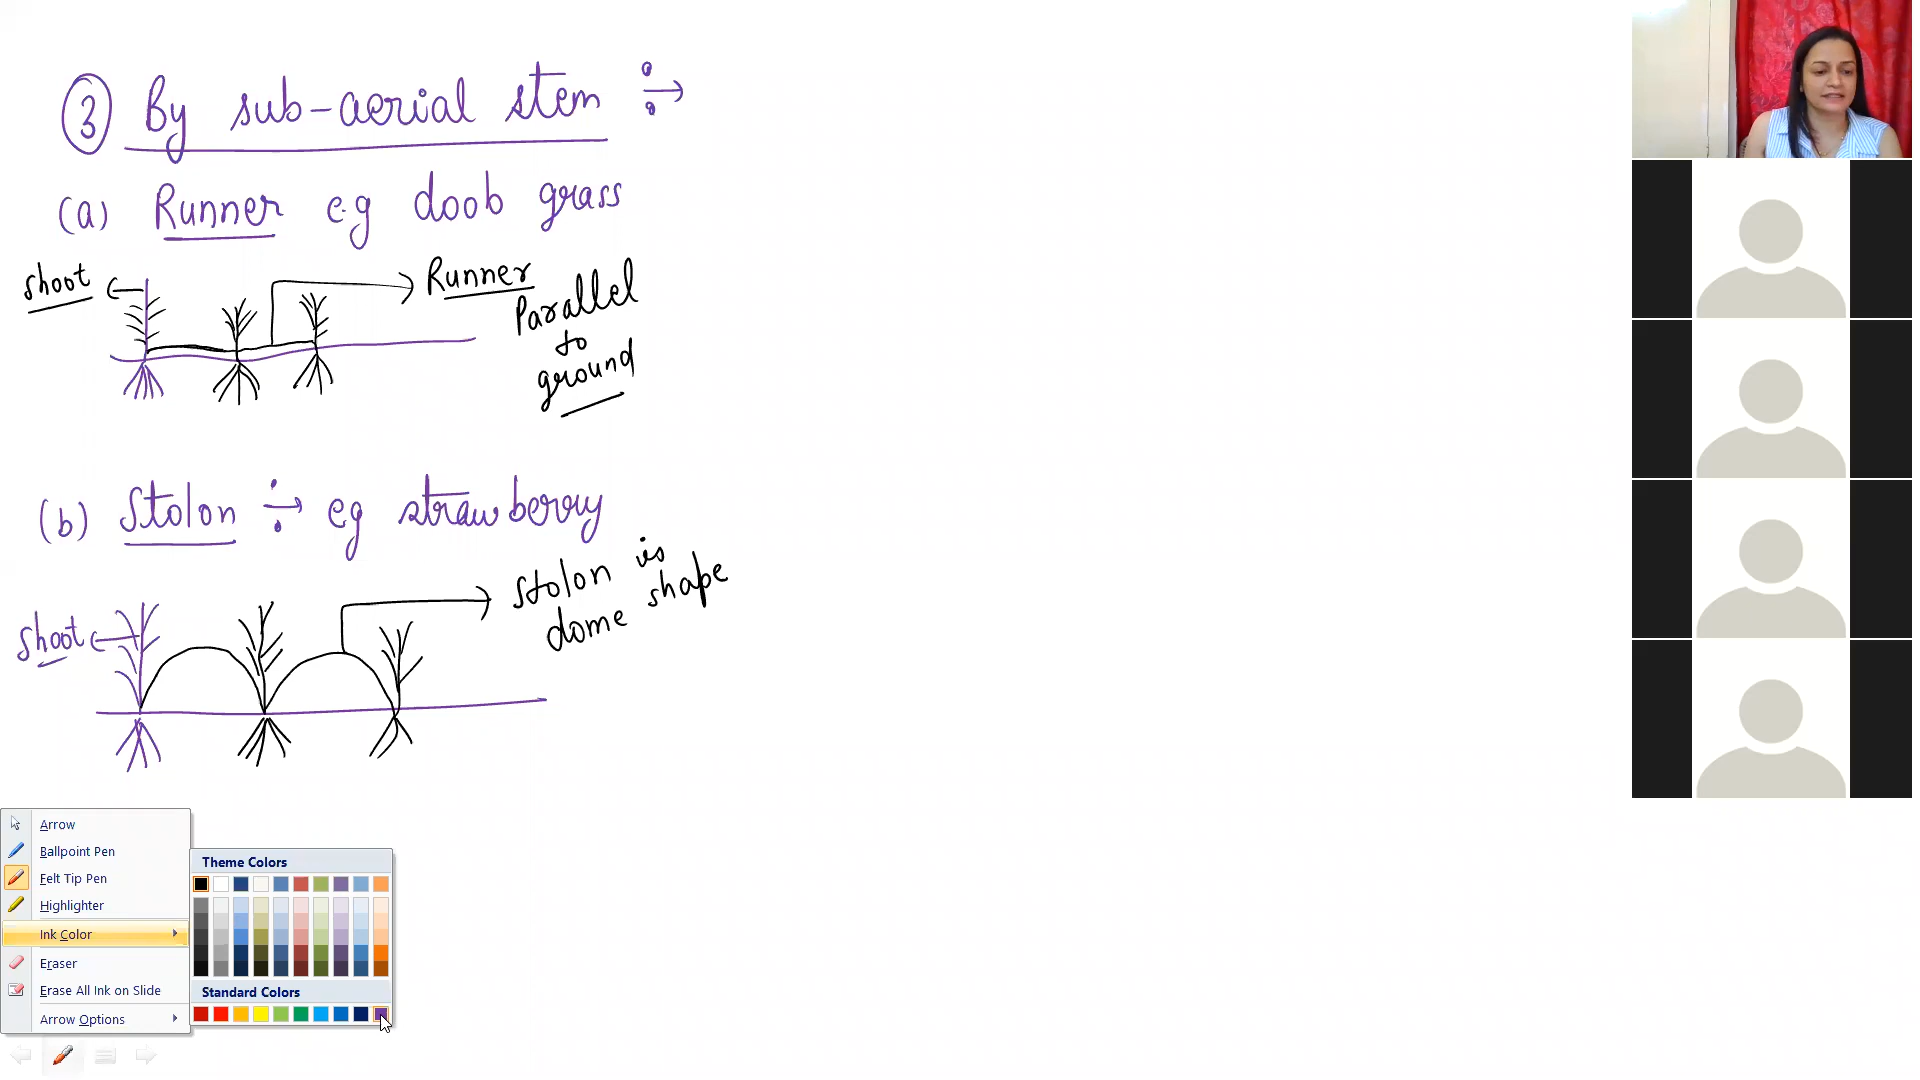 ③ By sub-aerial stem ÷→
(a) Runner e.g doob grass
shoot
Runner
Parallel
to
ground
(b) Stolon ÷→ eg strawberry
stolon is
dome shape
shoot
Arrow
Ballpoint Pen
Felt Tip Pen
Highlighter
Ink Color
Eraser
Erase All Ink on Slide
Arrow Options
Theme Colors
Standard Colors